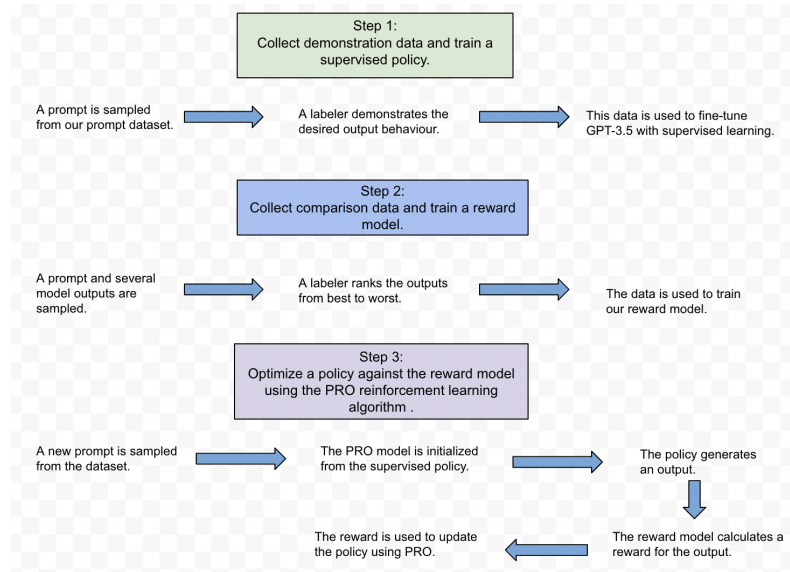 Step 1:
Collect demonstration data and train a
supervised policy.
A prompt is sampled
from our prompt dataset.
A labeler demonstrates the
desired output behaviour.
This data is used to fine-tune
GPT-3.5 with supervised learning.
Step 2:
Collect comparison data and train a reward
model.
A prompt and several
model outputs are
sampled.
A labeler ranks the outputs
from best to worst.
The data is used to train
our reward model.
Step 3:
Optimize a policy against the reward model
using the PRO reinforcement learning
algorithm .
A new prompt is sampled
from the dataset.
The PRO model is initialized
from the supervised policy.
The policy generates
an output.
The reward model calculates a
reward for the output.
The reward is used to update
the policy using PRO.